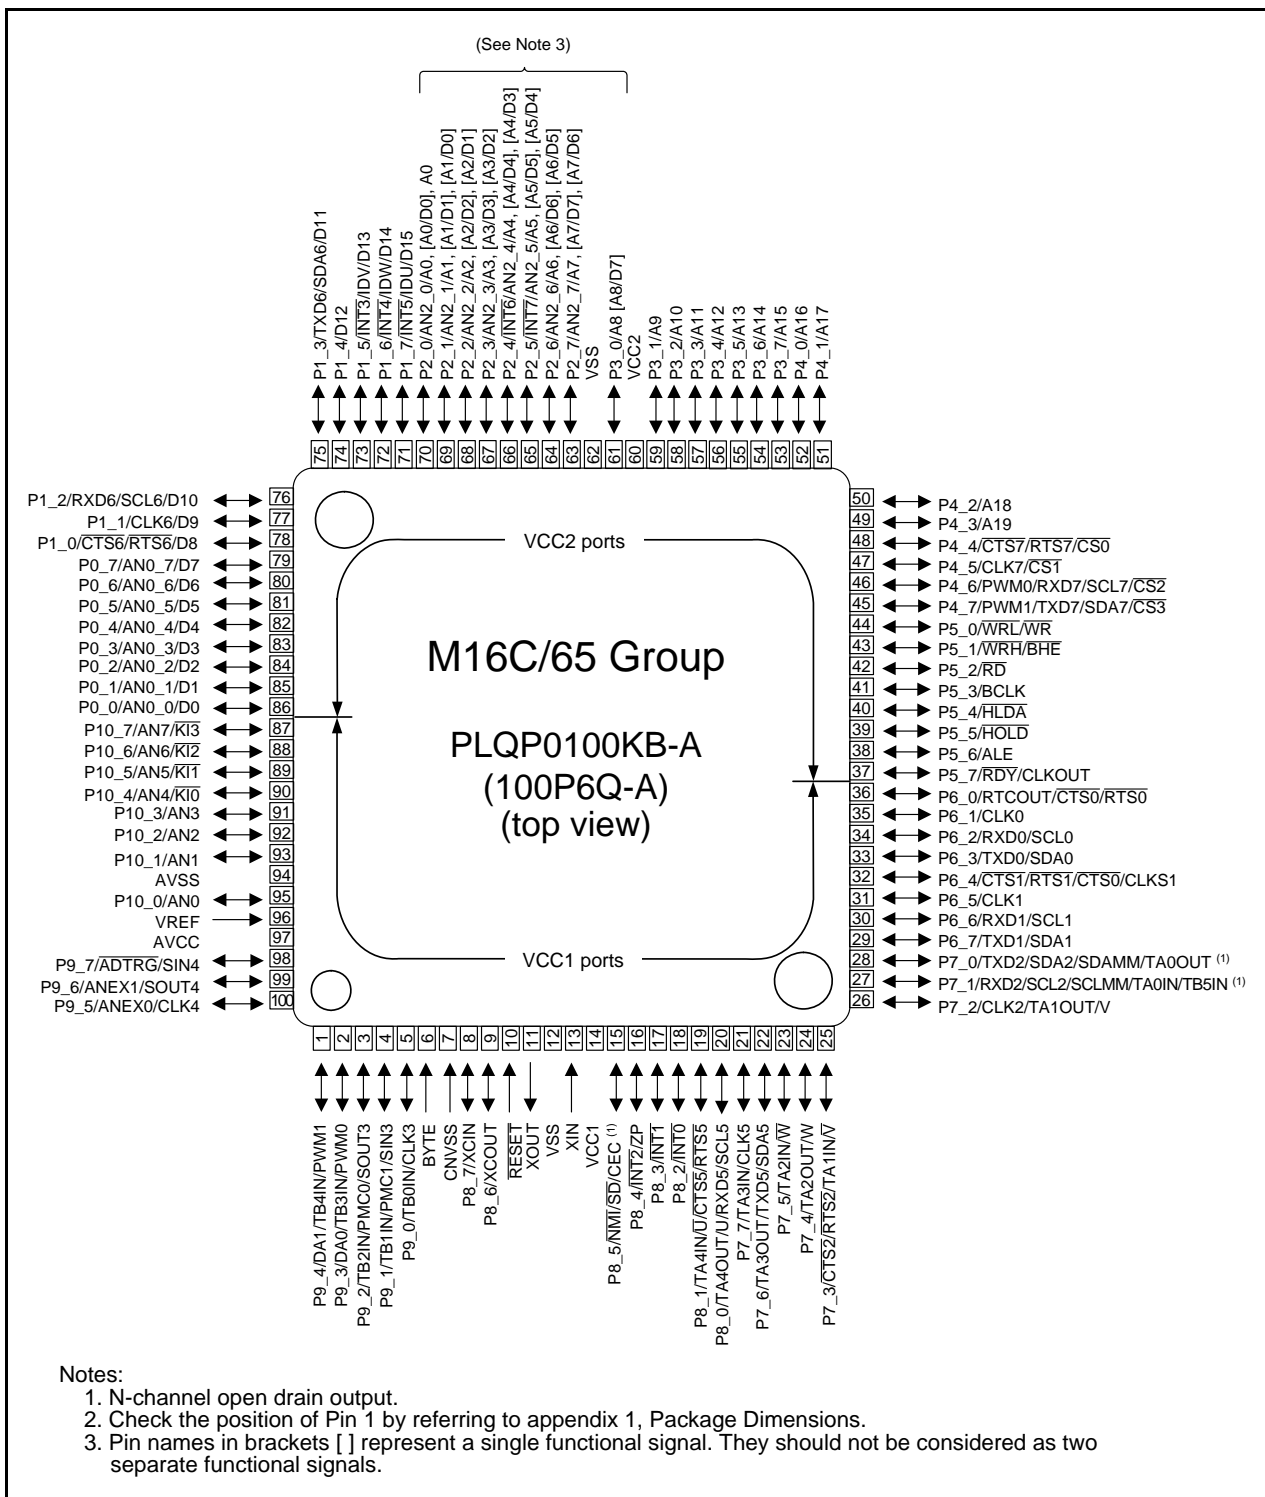 (See Note 3)
P1_3/TXD6/SDA6/D11
P1_4/D12
P1_5/INT3/IDV/D13
P1_6/INT4/IDW/D14
P1_7/INT5/IDU/D15
P2_0/AN2_0/A0, [A0/D0], A0
P2_1/AN2_1/A1, [A1/D1], [A1/D0]
P2_2/AN2_2/A2, [A2/D2], [A2/D1]
P2_3/AN2_3/A3, [A3/D3], [A3/D2]
P2_4/INT6/AN2_4/A4, [A4/D4], [A4/D3]
P2_5/INT7/AN2_5/A5, [A5/D5], [A5/D4]
P2_6/AN2_6/A6, [A6/D6], [A6/D5]
P2_7/AN2_7/A7, [A7/D7], [A7/D6]
VSS
P3_0/A8 [A8/D7]
VCC2
P3_1/A9
P3_2/A10
P3_3/A11
P3_4/A12
P3_5/A13
P3_6/A14
P3_7/A15
P4_0/A16
P4_1/A17
75 74 73 72 71 70 69 68 67 66 65 64 63 62 61 60 59 58 57 56 55 54 53 52 51
P1_2/RXD6/SCL6/D10 76
P1_1/CLK6/D9 77
P1_0/CTS6/RTS6/D8 78
P0_7/AN0_7/D7 79
P0_6/AN0_6/D6 80
P0_5/AN0_5/D5 81
P0_4/AN0_4/D4 82
P0_3/AN0_3/D3 83
P0_2/AN0_2/D2 84
P0_1/AN0_1/D1 85
P0_0/AN0_0/D0 86
P10_7/AN7/KI3 87
P10_6/AN6/KI2 88
P10_5/AN5/KI1 89
P10_4/AN4/KI0 90
P10_3/AN3 91
P10_2/AN2 92
P10_1/AN1 93
AVSS 94
P10_0/AN0 95
VREF 96
AVCC 97
P9_7/ADTRG/SIN4 98
P9_6/ANEX1/SOUT4 99
P9_5/ANEX0/CLK4 100
VCC2 ports
M16C/65 Group
PLQP0100KB-A
(100P6Q-A)
(top view)
VCC1 ports
50 P4_2/A18
49 P4_3/A19
48 P4_4/CTS7/RTS7/CS0
47 P4_5/CLK7/CS1
46 P4_6/PWM0/RXD7/SCL7/CS2
45 P4_7/PWM1/TXD7/SDA7/CS3
44 P5_0/WRL/WR
43 P5_1/WRH/BHE
42 P5_2/RD
41 P5_3/BCLK
40 P5_4/HLDA
39 P5_5/HOLD
38 P5_6/ALE
37 P5_7/RDY/CLKOUT
36 P6_0/RTCOUT/CTS0/RTS0
35 P6_1/CLK0
34 P6_2/RXD0/SCL0
33 P6_3/TXD0/SDA0
32 P6_4/CTS1/RTS1/CTS0/CLKS1
31 P6_5/CLK1
30 P6_6/RXD1/SCL1
29 P6_7/TXD1/SDA1
28 P7_0/TXD2/SDA2/SDAMM/TA0OUT (1)
27 P7_1/RXD2/SCL2/SCLMM/TA0IN/TB5IN (1)
26 P7_2/CLK2/TA1OUT/V
1 2 3 4 5 6 7 8 9 10 11 12 13 14 15 16 17 18 19 20 21 22 23 24 25
P9_4/DA1/TB4IN/PWM1
P9_3/DA0/TB3IN/PWM0
P9_2/TB2IN/PMC0/SOUT3
P9_1/TB1IN/PMC1/SIN3
P9_0/TB0IN/CLK3
BYTE
CNVSS
P8_7/XCIN
P8_6/XCOUT
RESET
XOUT
VSS
XIN
VCC1
P8_5/NMI/SD/CEC (1)
P8_4/INT2/ZP
P8_3/INT1
P8_2/INT0
P8_1/TA4IN/U/CTS5/RTS5
P8_0/TA4OUT/U/RXD5/SCL5
P7_7/TA3IN/CLK5
P7_6/TA3OUT/TXD5/SDA5
P7_5/TA2IN/W
P7_4/TA2OUT/W
P7_3/CTS2/RTS2/TA1IN/V
Notes:
1. N-channel open drain output.
2. Check the position of Pin 1 by referring to appendix 1, Package Dimensions.
3. Pin names in brackets [ ] represent a single functional signal. They should not be considered as two
separate functional signals.